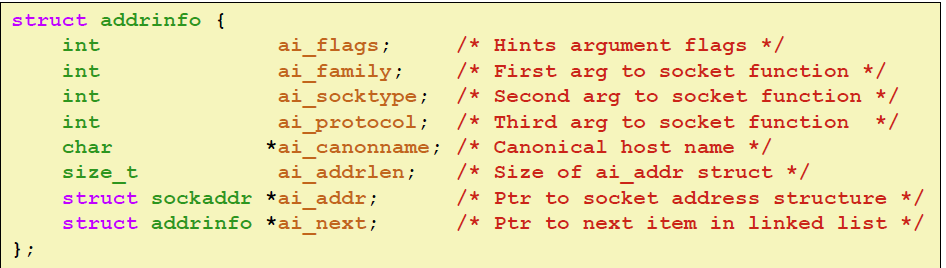 struct addrinfo {
    int              ai_flags;     /* Hints argument flags */
    int              ai_family;    /* First arg to socket function */
    int              ai_socktype;  /* Second arg to socket function */
    int              ai_protocol;  /* Third arg to socket function  */
    char            *ai_canonname; /* Canonical host name */
    size_t           ai_addrlen;   /* Size of ai_addr struct */
    struct sockaddr *ai_addr;      /* Ptr to socket address structure */
    struct addrinfo *ai_next;      /* Ptr to next item in linked list */
};